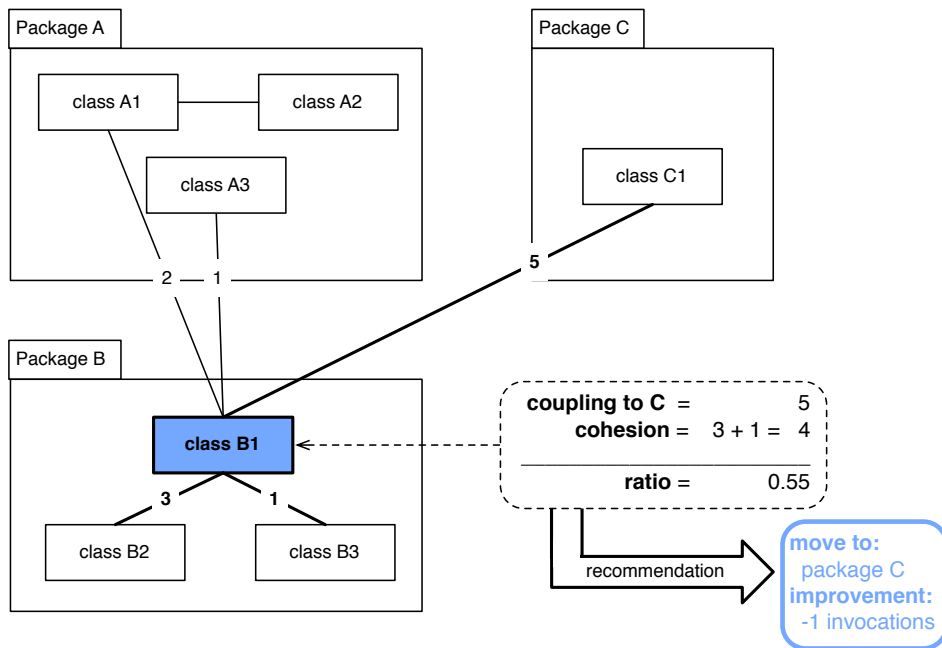 Package A
Package C
class A1
class A2
class A3
class C1
2
1
5
Package B
class B1
3
1
class B2
class B3
coupling to C = 5
cohesion = 3 + 1 = 4
ratio = 0.55
recommendation
move to:
package C
improvement:
-1 invocations